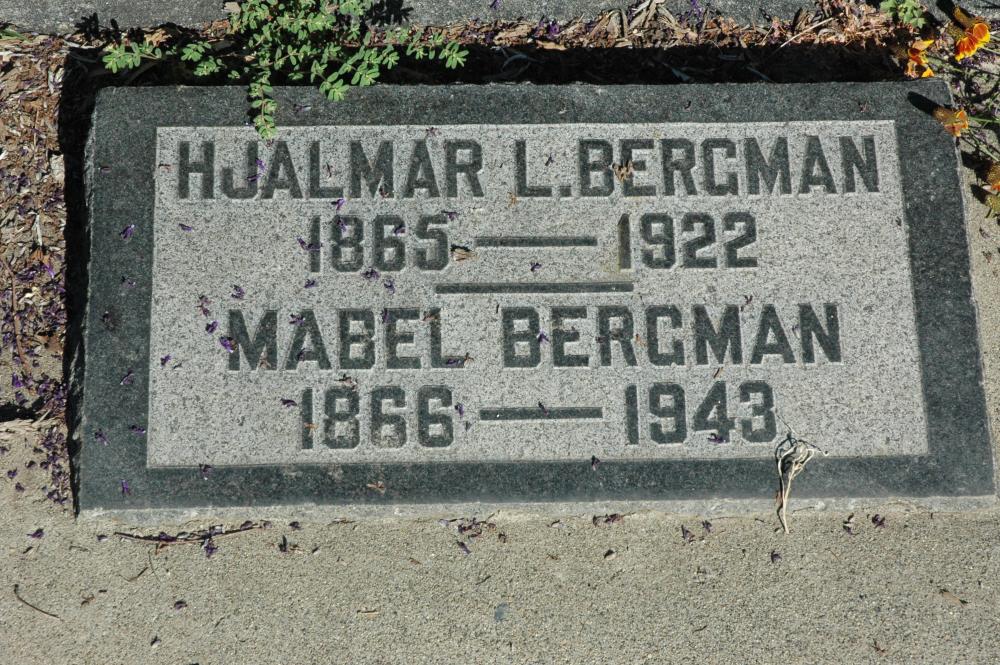 HJALMAR L. BERGMAN
1865 — 1922
MABEL BERGMAN
1866 — 1943